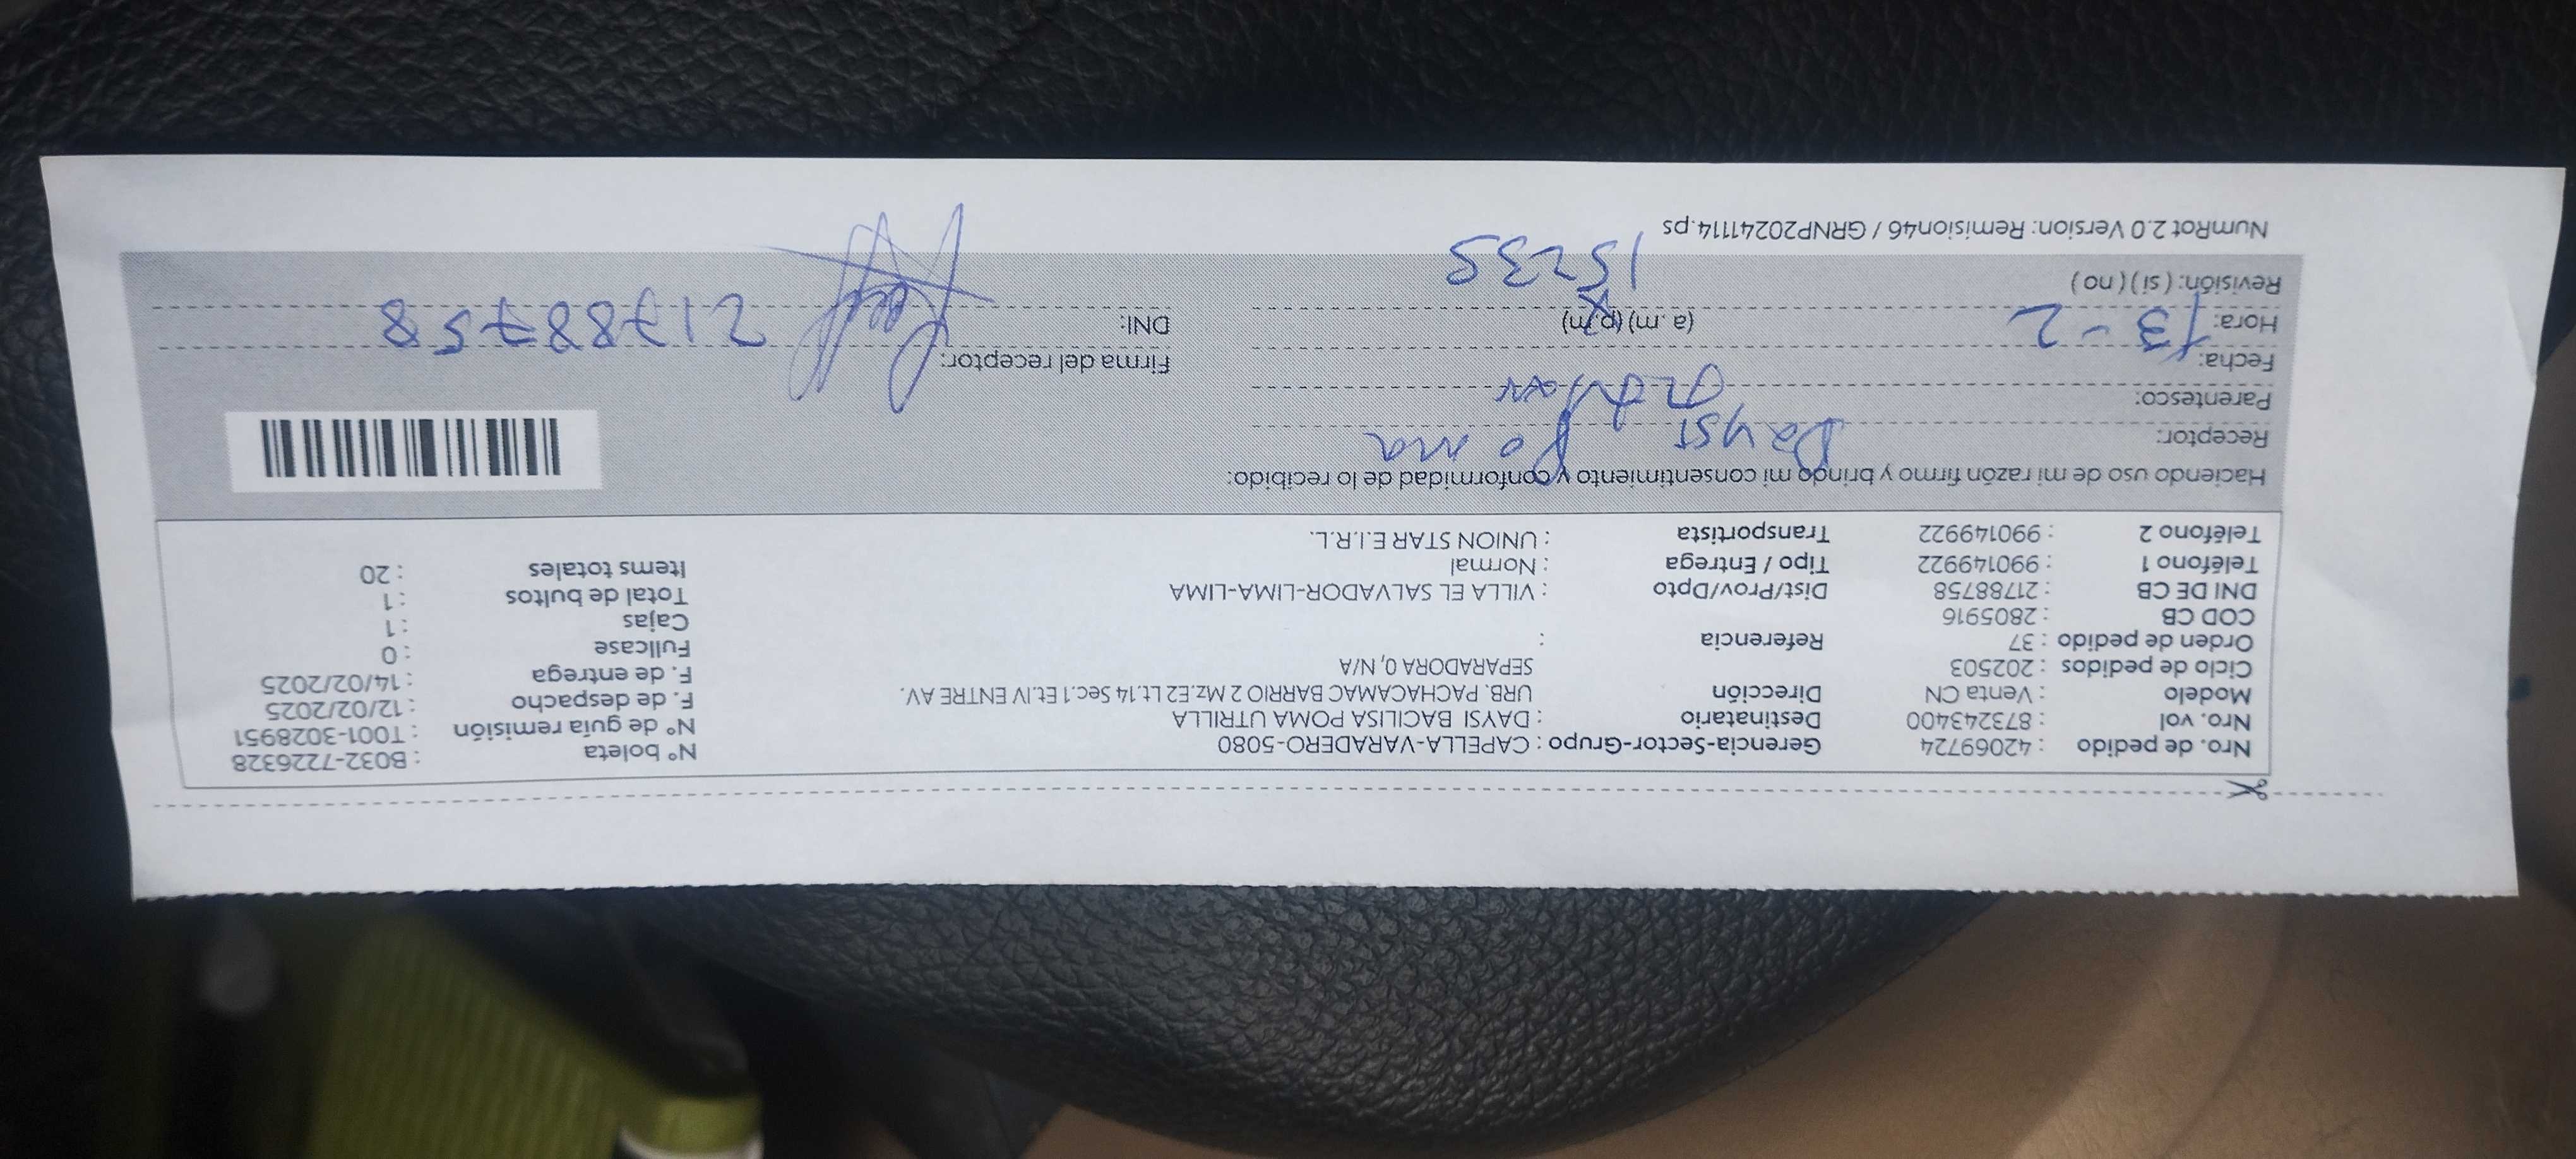 Nro. de pedido : 42069724 Gerencia-Sector-Grupo : CAPELLA-VARADERO-5080 N° boleta : B032-7226328
Nro. vol : 873243400 Destinatario : DAYSI BACILISA POMA UTRILLA N° de guía remisión : T001-3028951
Modelo : Venta CN Dirección URB. PACHACAMAC BARRIO 2 Mz.E2 Lt.14 Sec.1 Et.IV ENTRE AV. F. de despacho : 12/02/2025
Ciclo de pedidos : 202503 SEPARADORA 0, N/A F. de entrega : 14/02/2025
Orden de pedido : 37 Referencia : Fullcase : 0
COD CB : 2805916 Cajas : 1
DNI DE CB : 21788758 Dist/Prov/Dpto : VILLA EL SALVADOR-LIMA-LIMA Total de bultos : 1
Teléfono 1 : 990149922 Tipo / Entrega : Normal Items totales : 20
Teléfono 2 : 990149922 Transportista : UNION STAR E.I.R.L.
Haciendo uso de mi razón firmo y brindo mi consentimiento y conformidad de lo recibido:
Receptor: Daysi Poma
Parentesco:
Fecha: 13-2 Firma del receptor:
Hora: (a. m) (p.m) DNI: 21788758
Revisión: ( si ) ( no ) 15:35
NumRot 2.0 Version: Remision46 / GRNP20241114.ps